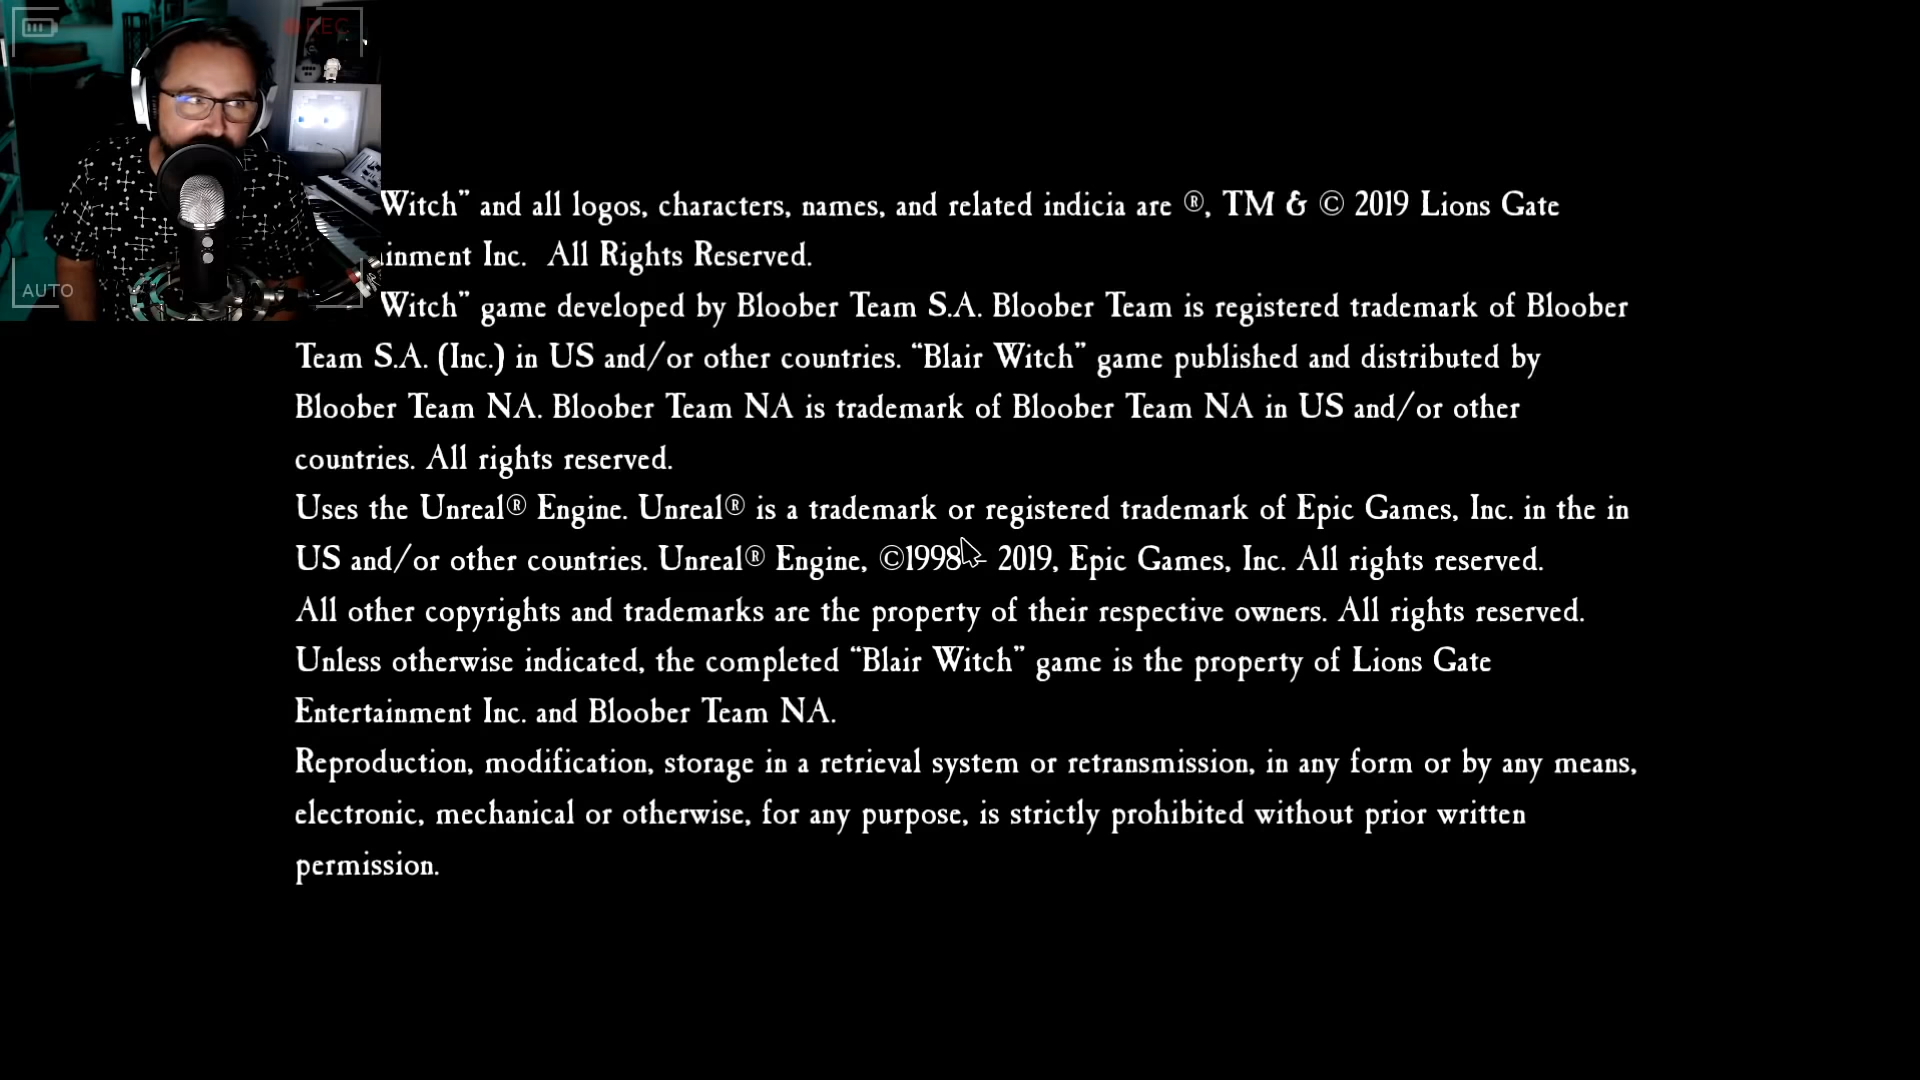 REC
AUTO
Witch” and all logos, characters, names, and related indicia are ®, TM & © 2019 Lions Gate
inment Inc. All Rights Reserved.
Witch” game developed by Bloober Team S.A. Bloober Team is registered trademark of Bloober
Team S.A. (Inc.) in US and/or other countries. “Blair Witch” game published and distributed by
Bloober Team NA. Bloober Team NA is trademark of Bloober Team NA in US and/or other
countries. All rights reserved.
Uses the Unreal® Engine. Unreal® is a trademark or registered trademark of Epic Games, Inc. in the in
US and/or other countries. Unreal® Engine, ©1998 – 2019, Epic Games, Inc. All rights reserved.
All other copyrights and trademarks are the property of their respective owners. All rights reserved.
Unless otherwise indicated, the completed “Blair Witch” game is the property of Lions Gate
Entertainment Inc. and Bloober Team NA.
Reproduction, modification, storage in a retrieval system or retransmission, in any form or by any means,
electronic, mechanical or otherwise, for any purpose, is strictly prohibited without prior written
permission.